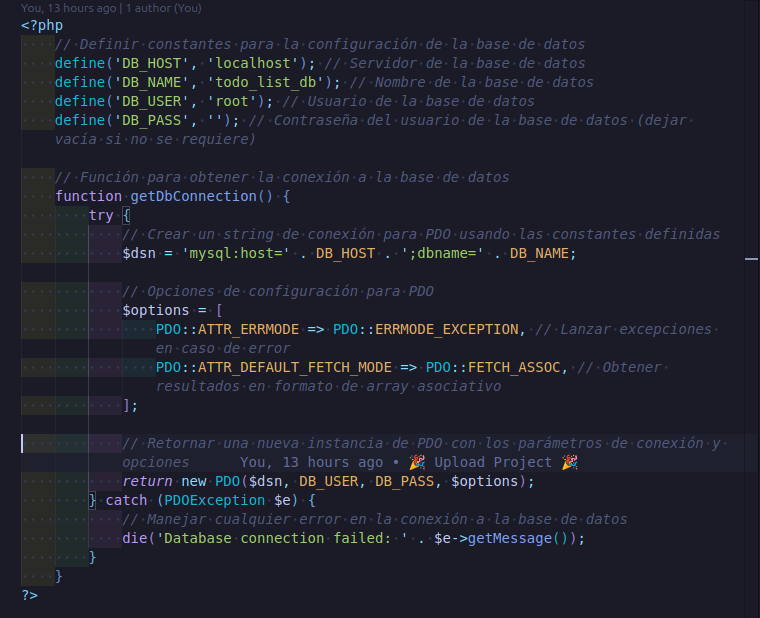 You, 13 hours ago | 1 author (You)
<?php
// Definir constantes para la configuración de la base de datos
define('DB_HOST', 'localhost'); // Servidor de la base de datos
define('DB_NAME', 'todo_list_db'); // Nombre de la base de datos
define('DB_USER', 'root'); // Usuario de la base de datos
define('DB_PASS', ''); // Contraseña del usuario de la base de datos (dejar
vacía si no se requiere)
// Función para obtener la conexión a la base de datos
function getDbConnection() {
try {
// Crear un string de conexión para PDO usando las constantes definidas
$dsn = 'mysql:host=' . DB_HOST . ';dbname=' . DB_NAME;
// Opciones de configuración para PDO
$options = [
PDO::ATTR_ERRMODE => PDO::ERRMODE_EXCEPTION, // Lanzar excepciones
en caso de error
PDO::ATTR_DEFAULT_FETCH_MODE => PDO::FETCH_ASSOC, // Obtener
resultados en formato de array asociativo
];
// Retornar una nueva instancia de PDO con los parámetros de conexión y
opciones You, 13 hours ago • 🎉 Upload Project 🎉
return new PDO($dsn, DB_USER, DB_PASS, $options);
} catch (PDOException $e) {
// Manejar cualquier error en la conexión a la base de datos
die('Database connection failed: ' . $e->getMessage());
}
}
?>